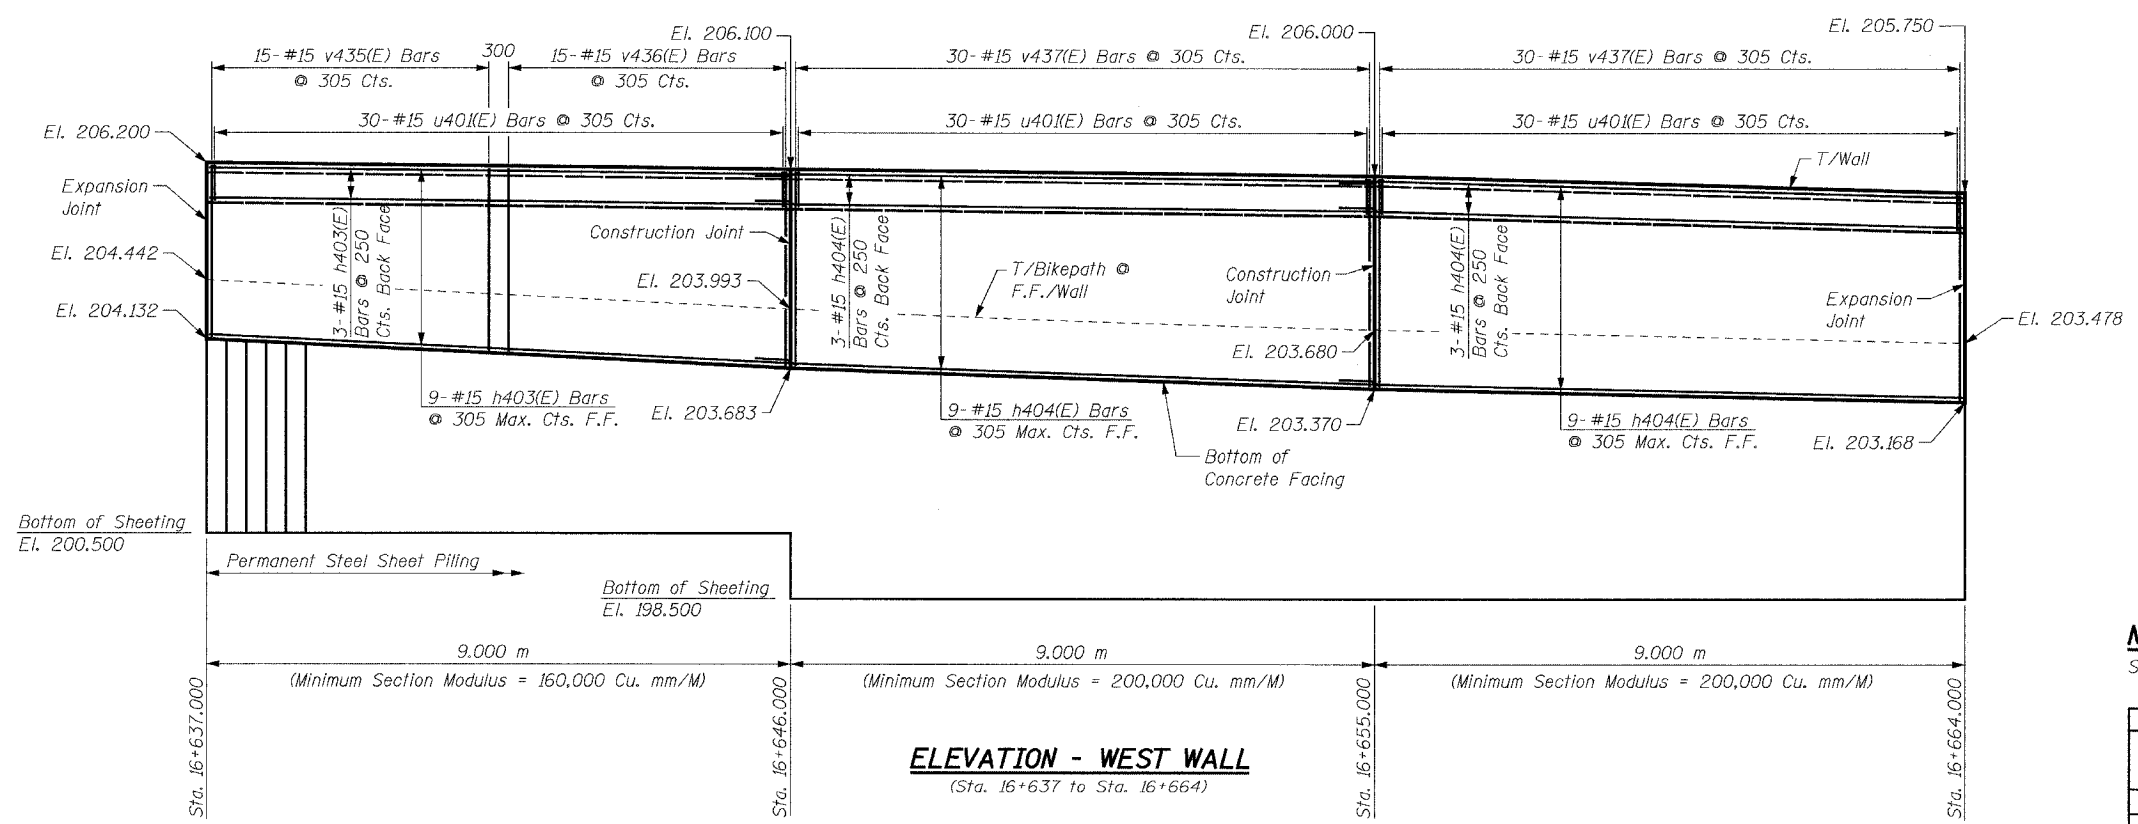 El. 206.100
El. 206.000
El. 205.750
15-#15 v435(E) Bars
@ 305 Cts.
300
15-#15 v436(E) Bars
@ 305 Cts.
30-#15 v437(E) Bars @ 305 Cts.
30-#15 v437(E) Bars @ 305 Cts.
30-#15 u401(E) Bars @ 305 Cts.
30-#15 u401(E) Bars @ 305 Cts.
30-#15 u401(E) Bars @ 305 Cts.
El. 206.200
T/Wall
Expansion
Joint
3-#15 h403(E)
Bars @ 250
Cts. Back Face
Construction Joint
3-#15 h404(E)
Bars @ 250
Cts. Back Face
T/Bikepath @
F.F./Wall
Construction
Joint
3-#15 h404(E)
Bars @ 250
Cts. Back Face
Expansion
Joint
El. 204.442
El. 203.993
El. 204.132
El. 203.680
El. 203.478
9-#15 h403(E) Bars
@ 305 Max. Cts. F.F.
El. 203.683
9-#15 h404(E) Bars
@ 305 Max. Cts. F.F.
El. 203.370
9-#15 h404(E) Bars
@ 305 Max. Cts. F.F.
El. 203.168
Bottom of
Concrete Facing
Bottom of Sheeting
El. 200.500
Permanent Steel Sheet Piling
Bottom of Sheeting
El. 198.500
9.000 m
(Minimum Section Modulus = 160,000 Cu. mm/M)
9.000 m
(Minimum Section Modulus = 200,000 Cu. mm/M)
9.000 m
(Minimum Section Modulus = 200,000 Cu. mm/M)
Sta. 16+637.000
Sta. 16+646.000
Sta. 16+655.000
Sta. 16+664.000
ELEVATION - WEST WALL
(Sta. 16+637 to Sta. 16+664)